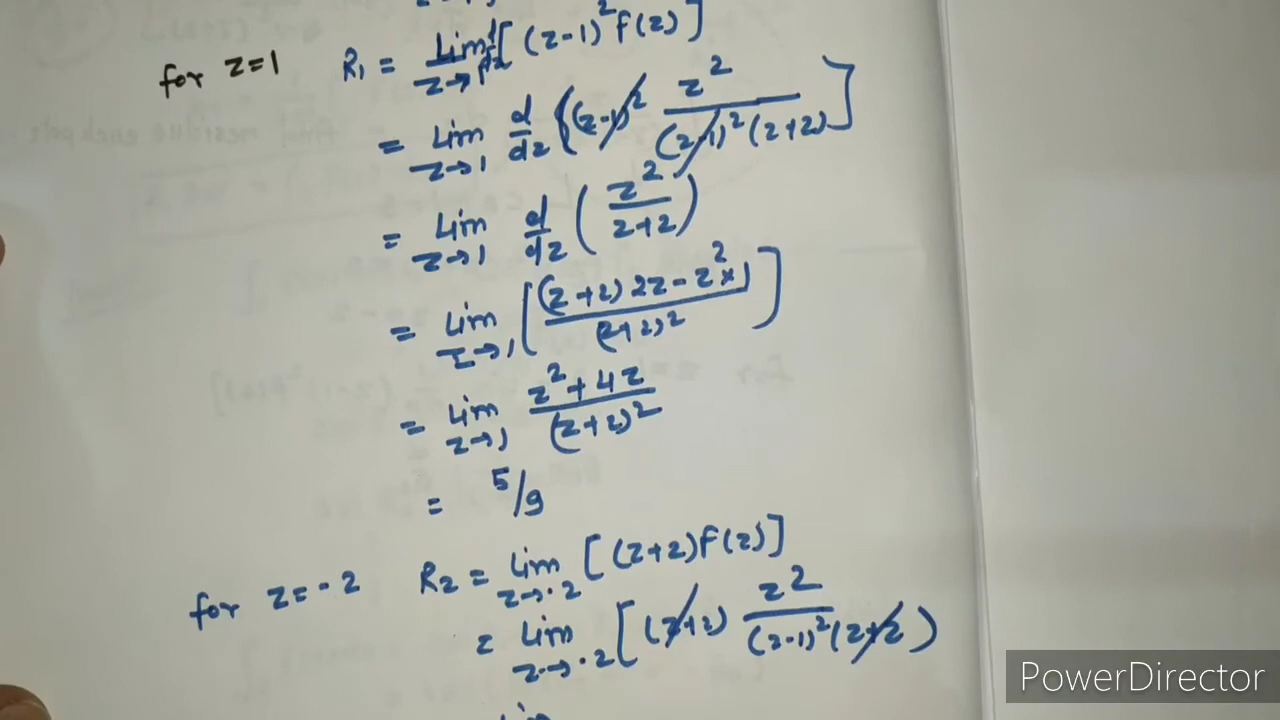 for z=1 R₁ = Lim z→1 d/dz [ (z-1)² f(z) ]
= Lim z→1 d/dz { (z-1)² z²/(z-1)²(z+2) ]
= Lim z→1 d/dz ( z²/z+2 )
= Lim z→1 [ (z+2) 2z - z²×1/(z+2)² ]
= Lim z→1 z²+4z/(z+2)²
= 5/9
for z=-2 R₂ = Lim z→-2 [ (z+2) f(z) ]
= Lim z→-2 [ (z+2) z²/(z-1)²(z+2) )
Lim
PowerDirector